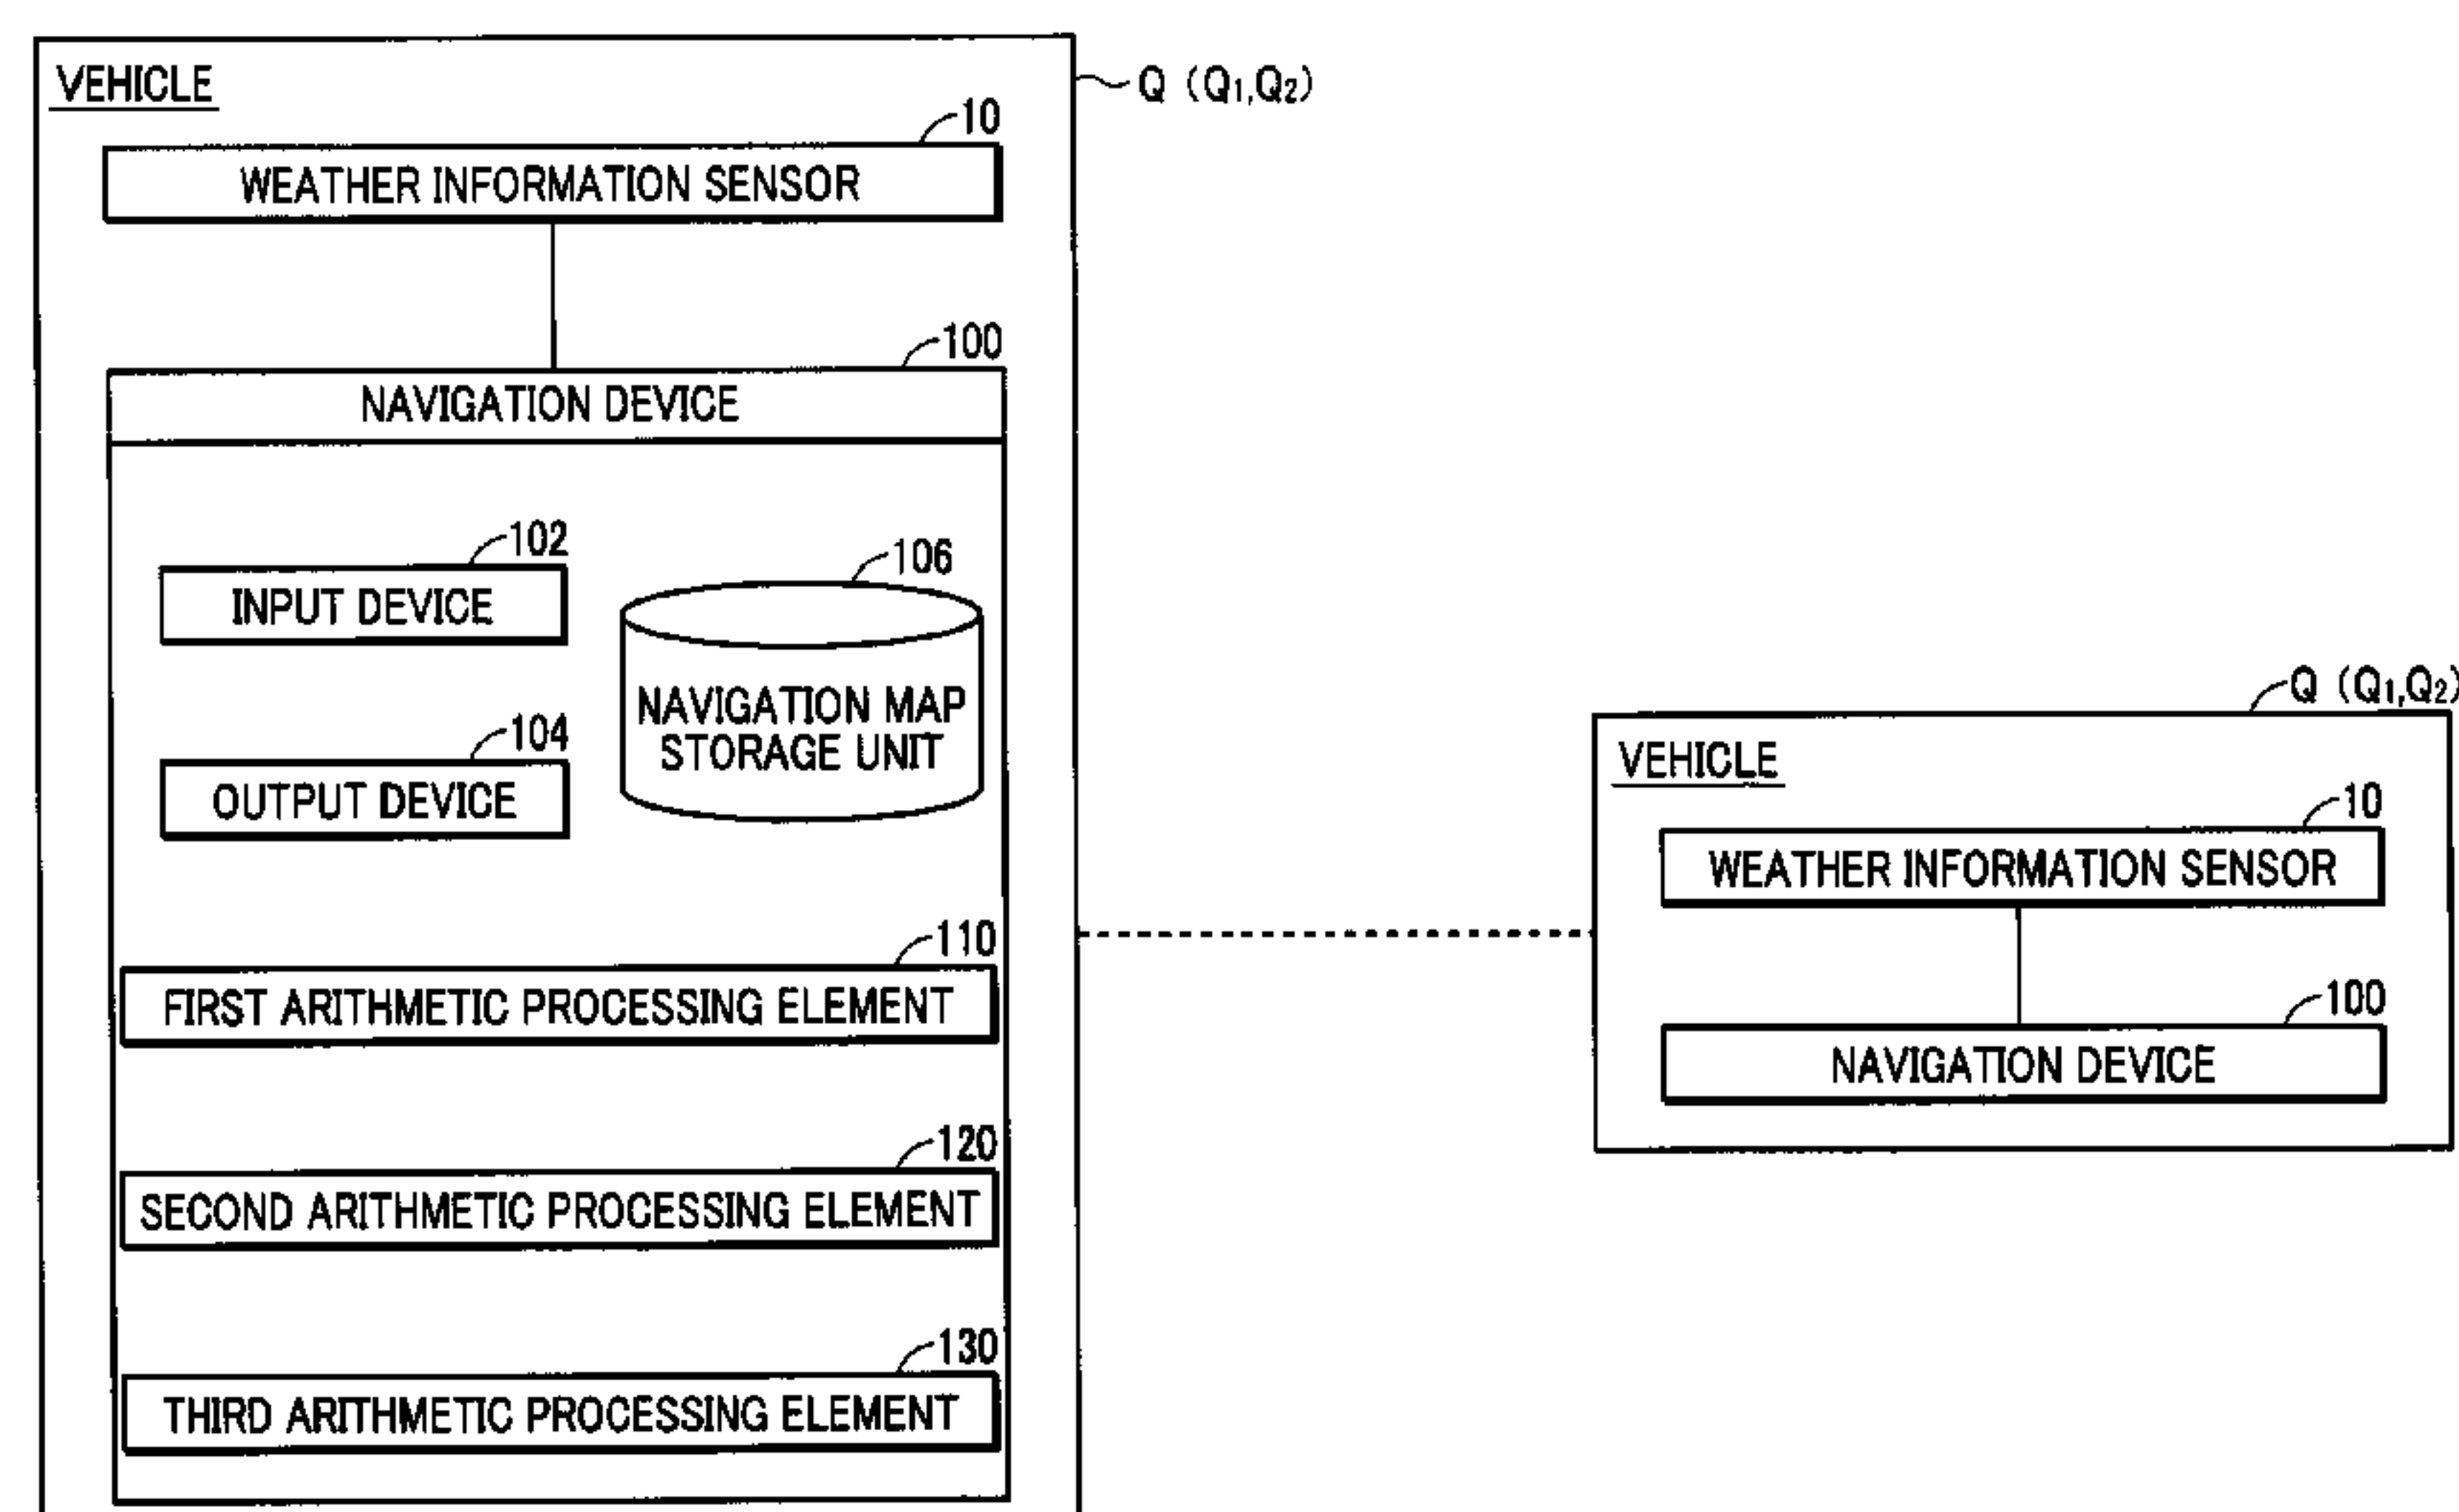 VEHICLE
Q (Q1,Q2)
10
WEATHER INFORMATION SENSOR
100
NAVIGATION DEVICE
102
INPUT DEVICE
106
NAVIGATION MAP
STORAGE UNIT
104
OUTPUT DEVICE
110
FIRST ARITHMETIC PROCESSING ELEMENT
120
SECOND ARITHMETIC PROCESSING ELEMENT
130
THIRD ARITHMETIC PROCESSING ELEMENT
Q (Q1,Q2)
VEHICLE
10
WEATHER INFORMATION SENSOR
100
NAVIGATION DEVICE